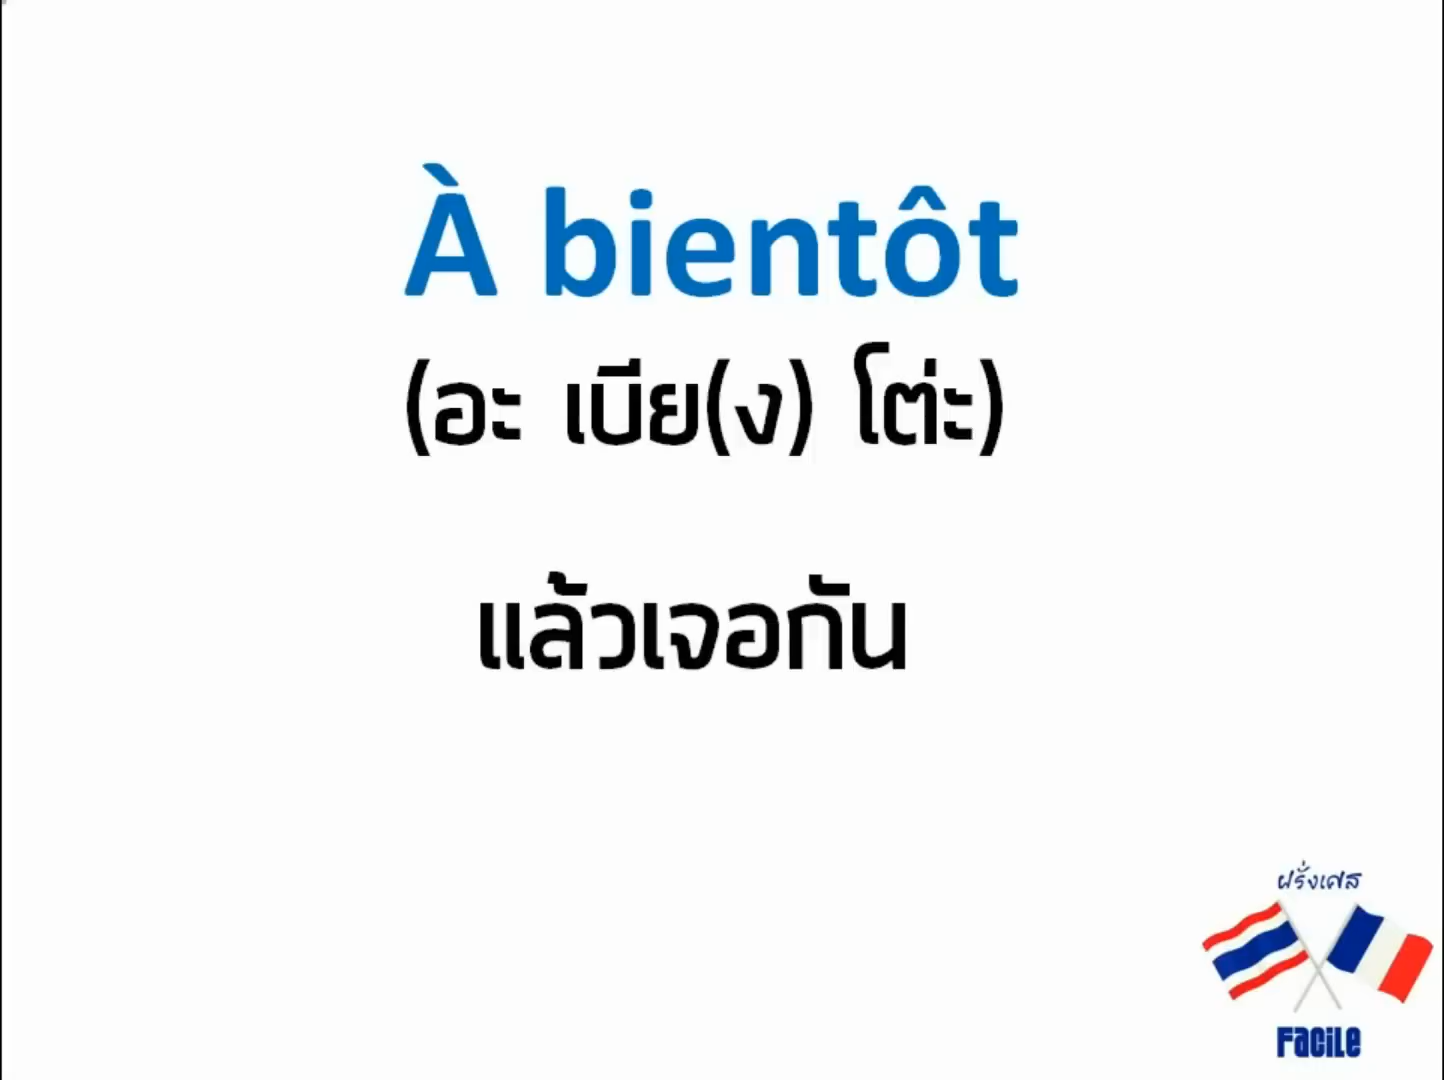 À bientôt
(อะ เบีย(ง) โต่ะ)
แล้วเจอกัน
ฝรั่งเศส
Facile